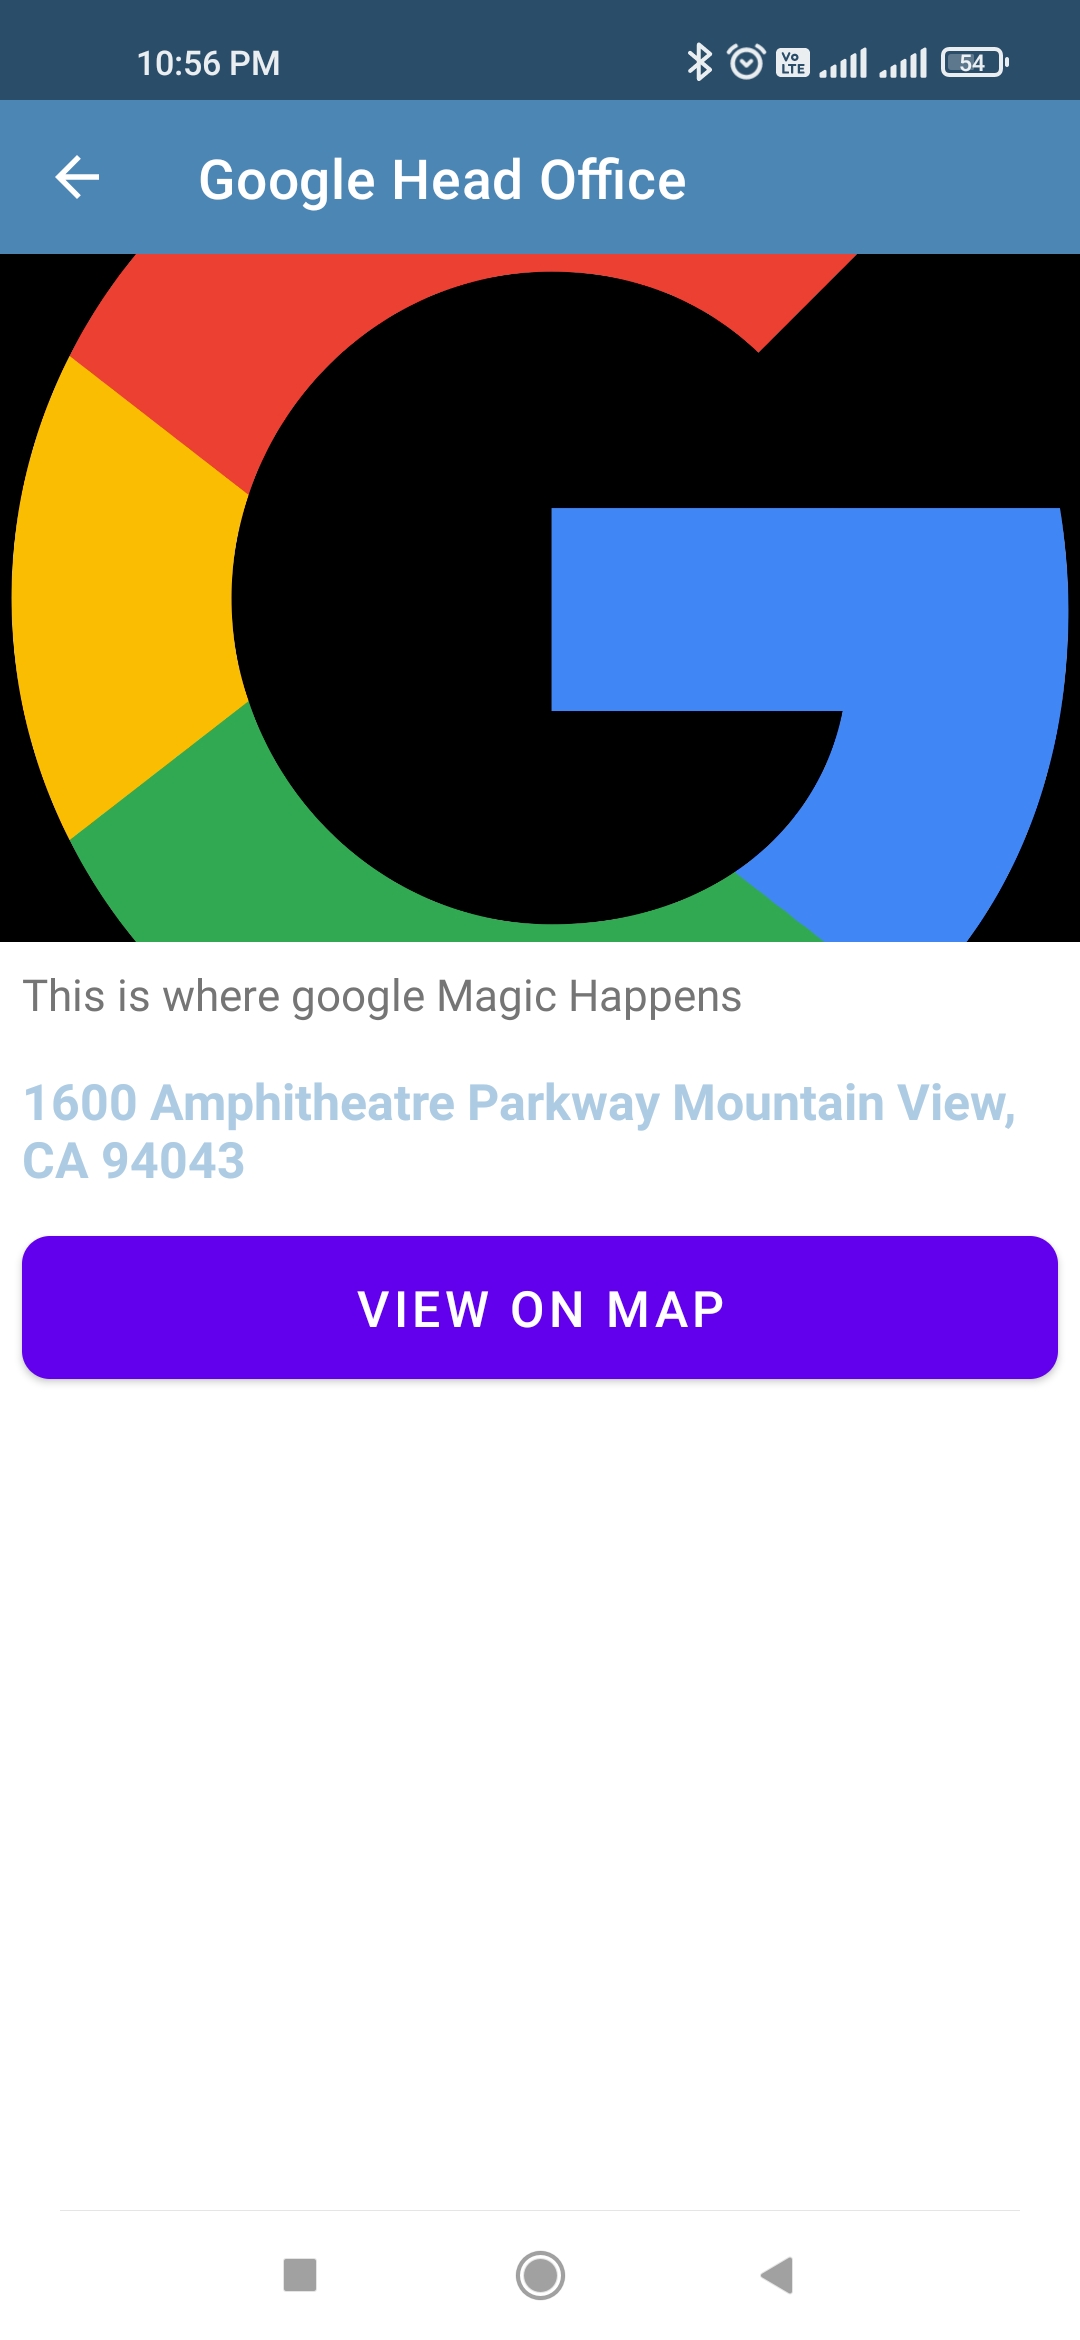 10:56 PM
Vo
LTE
54
Google Head Office
This is where google Magic Happens
1600 Amphitheatre Parkway Mountain View,
CA 94043
VIEW ON MAP